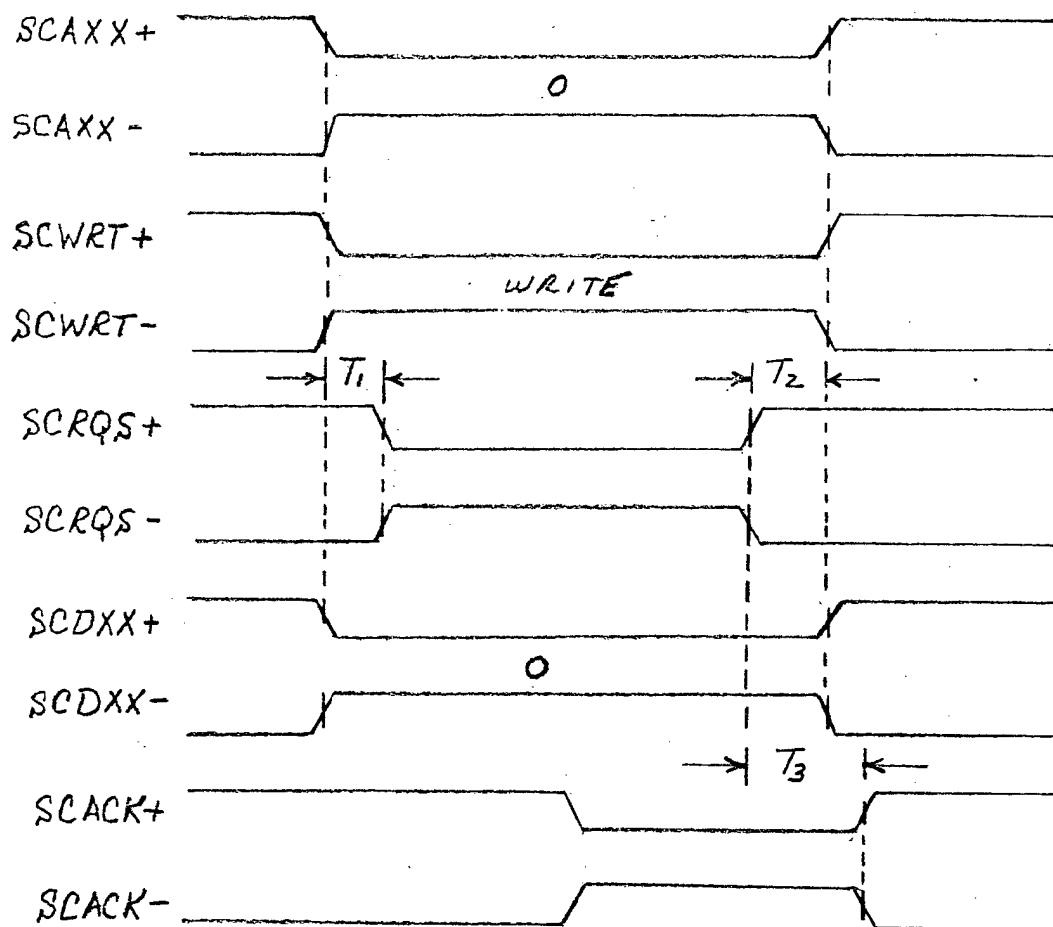 SCAXX+
O
SCAXX-
SCWRT+
WRITE
SCWRT-
T1 T2
SCRQS+
SCRQS-
SCDXX+
O
SCDXX-
T3
SCACK+
SCACK-